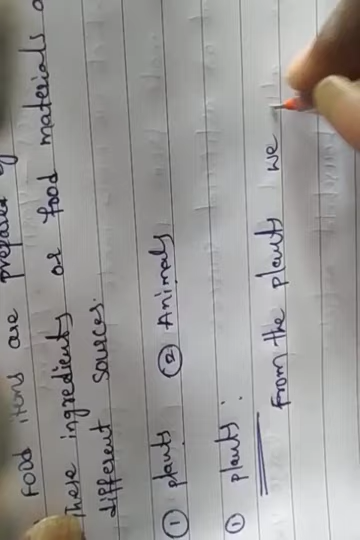 Food items are prepared
These ingredients or food materials
different sources.
① plants ② Animals
① plants :
From the plants we